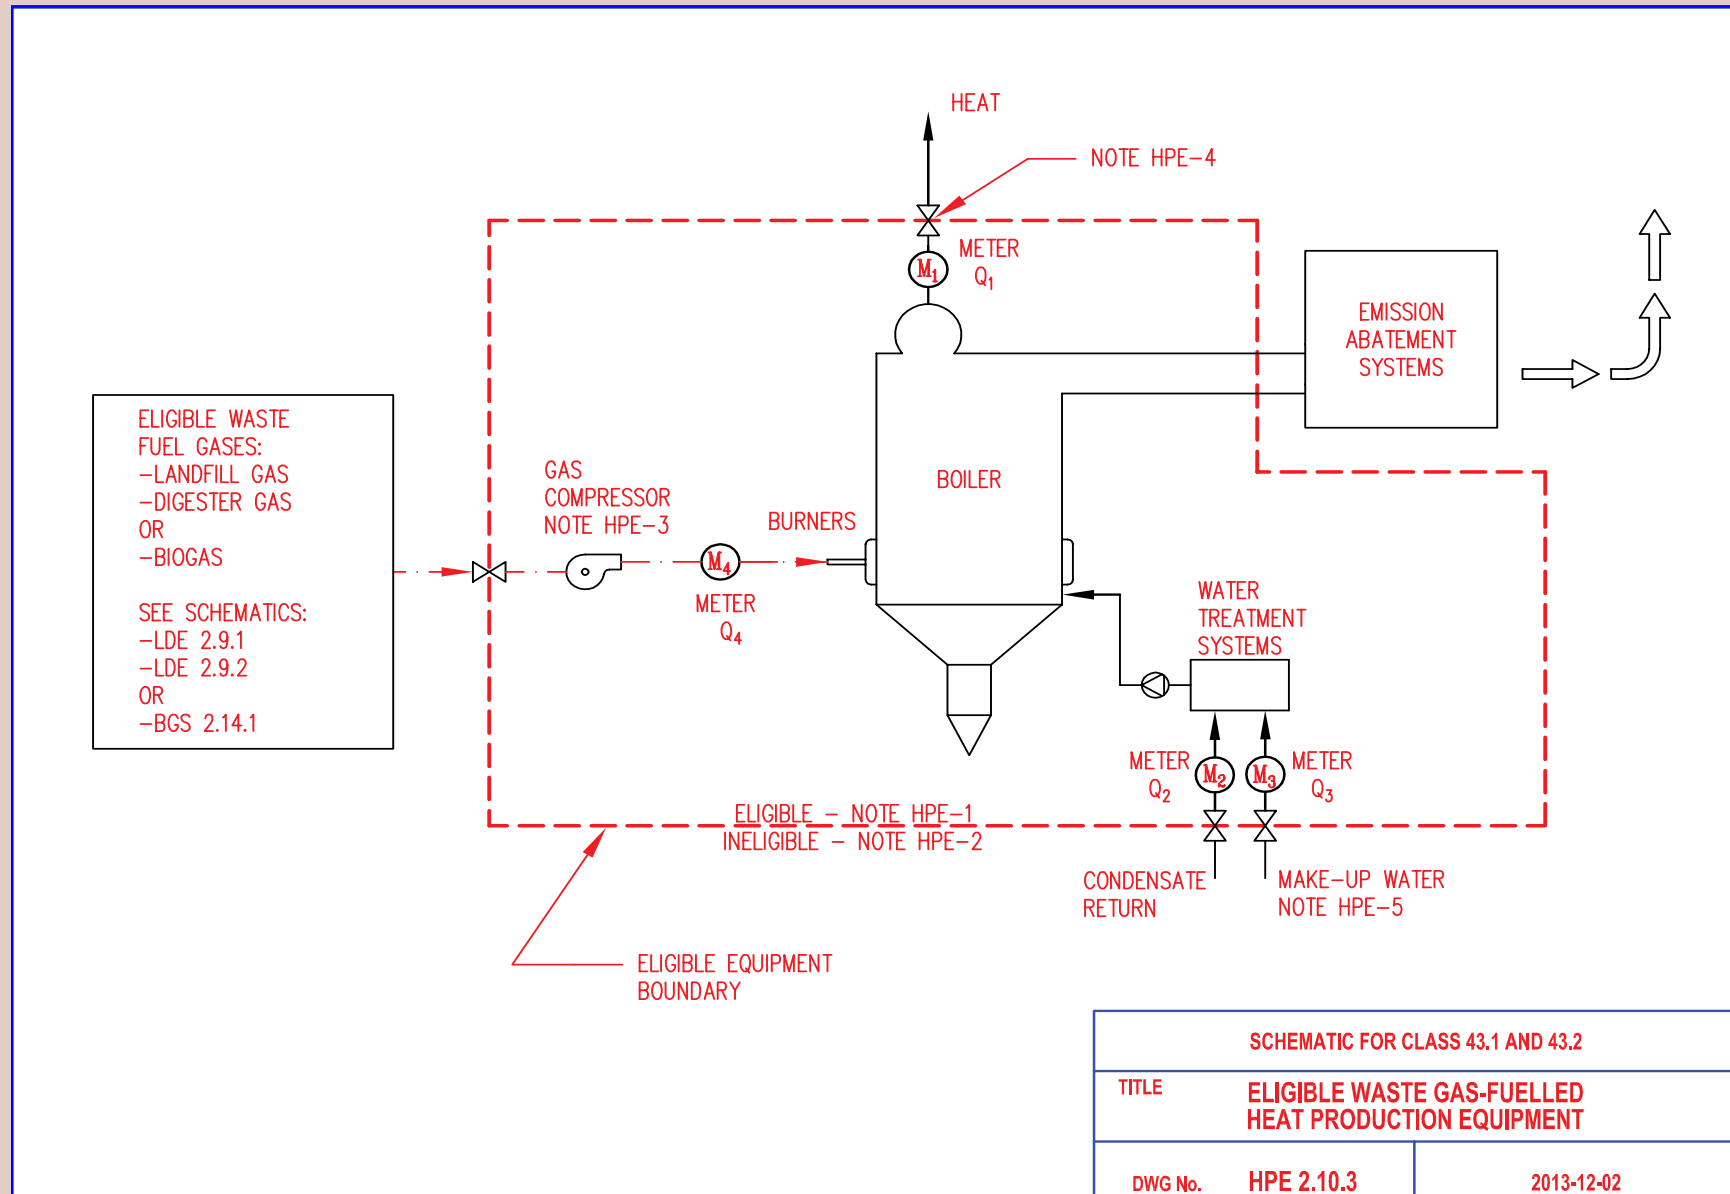 HEAT
NOTE HPE-4
METER
Q1
M1
EMISSION
ABATEMENT
SYSTEMS
ELIGIBLE WASTE
FUEL GASES:
-LANDFILL GAS
-DIGESTER GAS
OR
-BIOGAS
SEE SCHEMATICS:
-LDE 2.9.1
-LDE 2.9.2
OR
-BGS 2.14.1
GAS
COMPRESSOR
NOTE HPE-3
BURNERS
BOILER
M4
METER
Q4
WATER
TREATMENT
SYSTEMS
METER
Q2
M2
M3
METER
Q3
ELIGIBLE - NOTE HPE-1
INELIGIBLE - NOTE HPE-2
CONDENSATE
RETURN
MAKE-UP WATER
NOTE HPE-5
ELIGIBLE EQUIPMENT
BOUNDARY
SCHEMATIC FOR CLASS 43.1 AND 43.2
TITLE
ELIGIBLE WASTE GAS-FUELLED
HEAT PRODUCTION EQUIPMENT
DWG No. HPE 2.10.3
2013-12-02